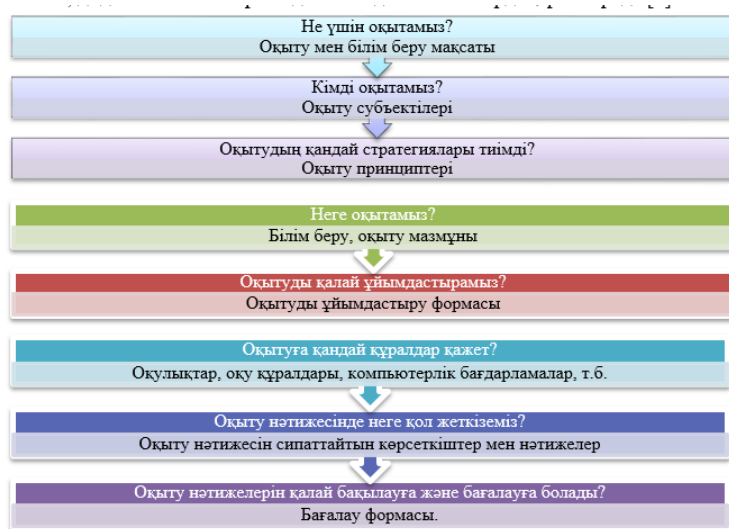 Не үшін оқытамыз?
Оқыту мен білім беру мақсаты
Кімді оқытамыз?
Оқыту субъектілері
Оқытудың қандай стратегиялары тиімді?
Оқыту принциптері
Неге оқытамыз?
Білім беру, оқыту мазмұны
Оқытуды қалай ұйымдастырамыз?
Оқытуды ұйымдастыру формасы
Оқытуға қандай құралдар қажет?
Оқулықтар, оқу құралдары, компьютерлік бағдарламалар, т.б.
Оқыту нәтижесінде неге қол жеткіземіз?
Оқыту нәтижесін сипаттайтын көрсеткіштер мен нәтижелер
Оқыту нәтижелерін қалай бақылауға және бағалауға болады?
Бағалау формасы.